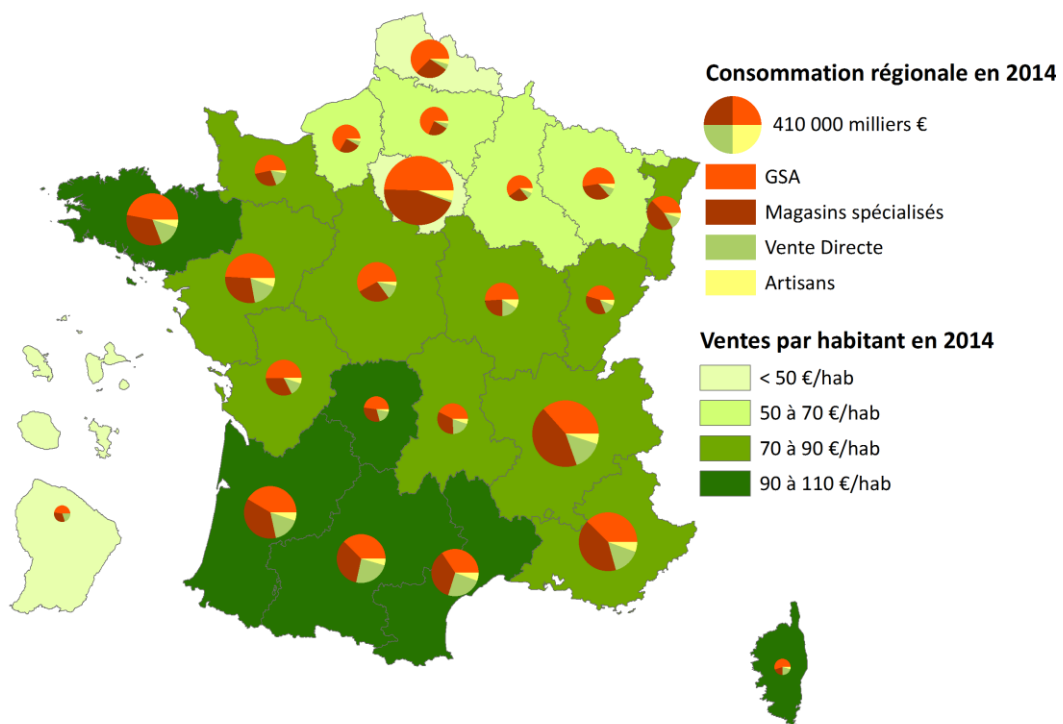 Consommation régionale en 2014
410 000 milliers €
GSA
Magasins spécialisés
Vente Directe
Artisans
Ventes par habitant en 2014
< 50 €/hab
50 à 70 €/hab
70 à 90 €/hab
90 à 110 €/hab